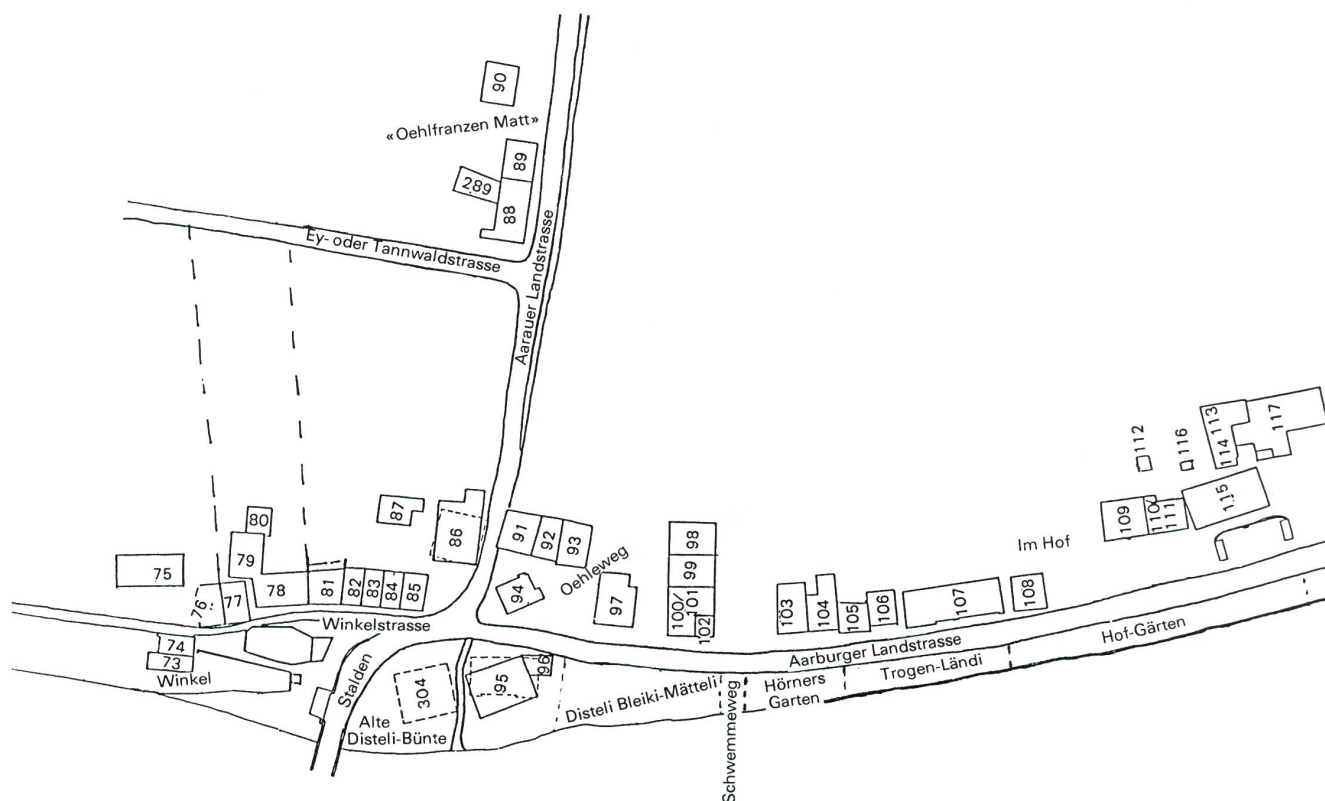 90
«Oehlfranzen Matt»
89
289
88
Ey- oder Tannwaldstrasse
Aarauer Landstrasse
80
79
75
78
76
77
81
82
83
84
85
87
86
91
92
93
94
Oehleweg
97
98
99
100/
101
102
103
104
105
106
107
108
Im Hof
109
110/
111
112
116
113
114
117
115
74
73
Winkel
Winkelstrasse
Stalden
304
Alte
Disteli-Bünte
95
96
Disteli Bleiki-Mätteli
Schwemmeweg
Hörners
Garten
Aarburger Landstrasse
Trogen-Ländi
Hof-Gärten